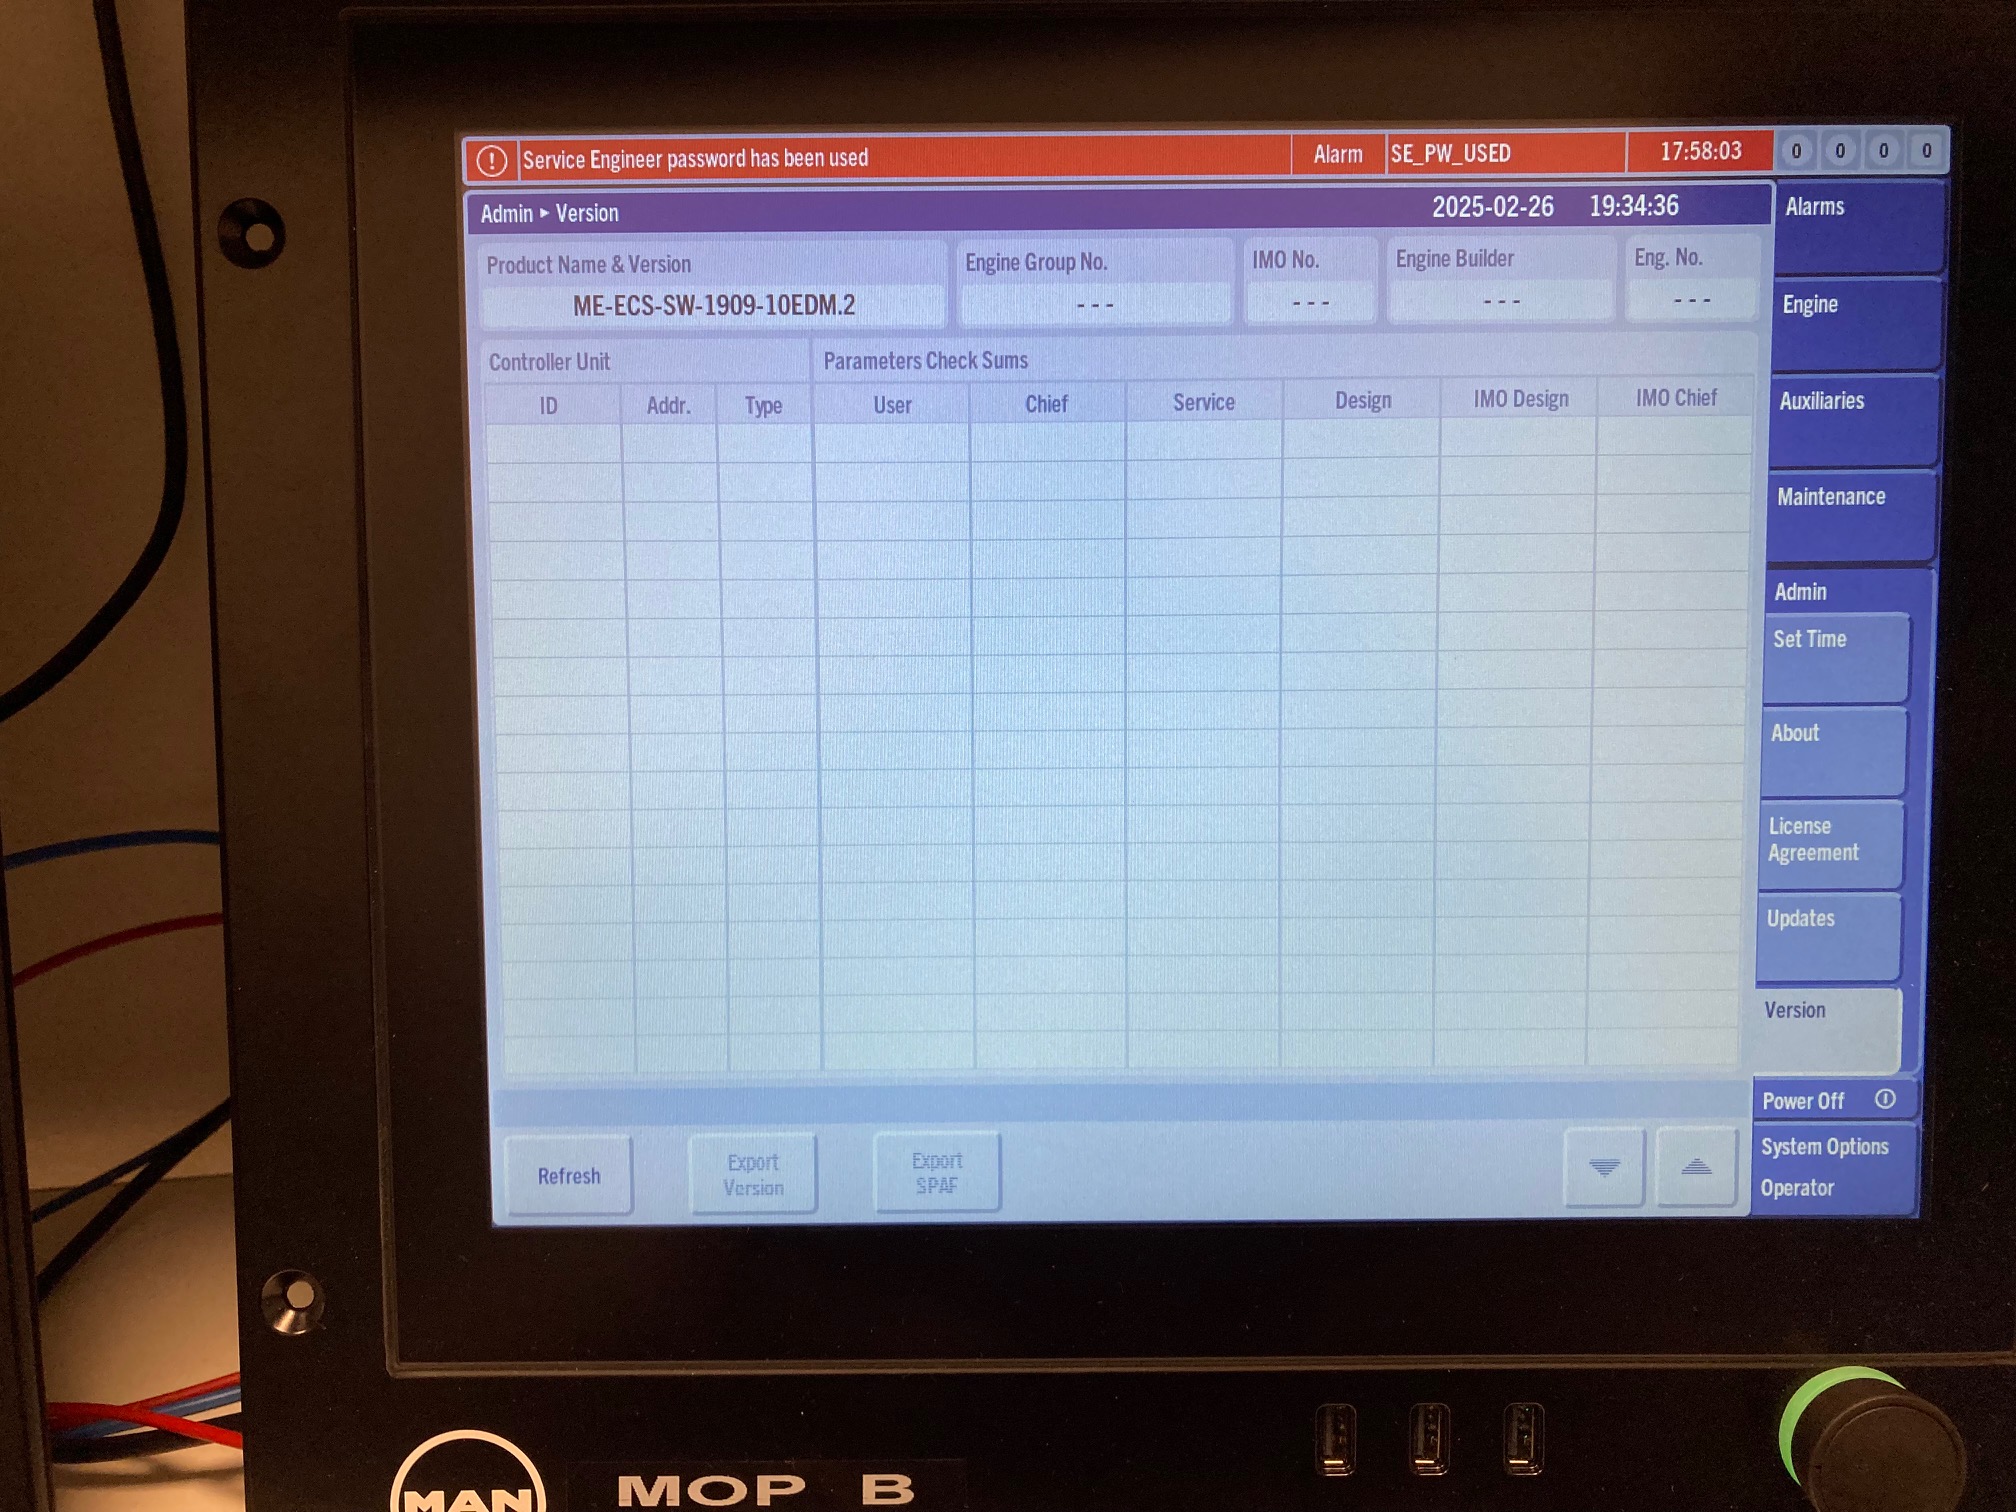 Service Engineer password has been used Alarm SE_PW_USED 17:58:03 0 0 0 0
Admin ▸ Version 2025-02-26 19:34:36
Product Name & Version Engine Group No. IMO No. Engine Builder Eng. No.
ME-ECS-SW-1909-10EDM.2 --- --- --- ---
Controller Unit Parameters Check Sums
ID Addr. Type User Chief Service Design IMO Design IMO Chief
Refresh
Export
Version
Export
SPAF
Alarms
Engine
Auxiliaries
Maintenance
Admin
Set Time
About
License
Agreement
Updates
Version
Power Off
System Options
Operator
MAN
MOP B